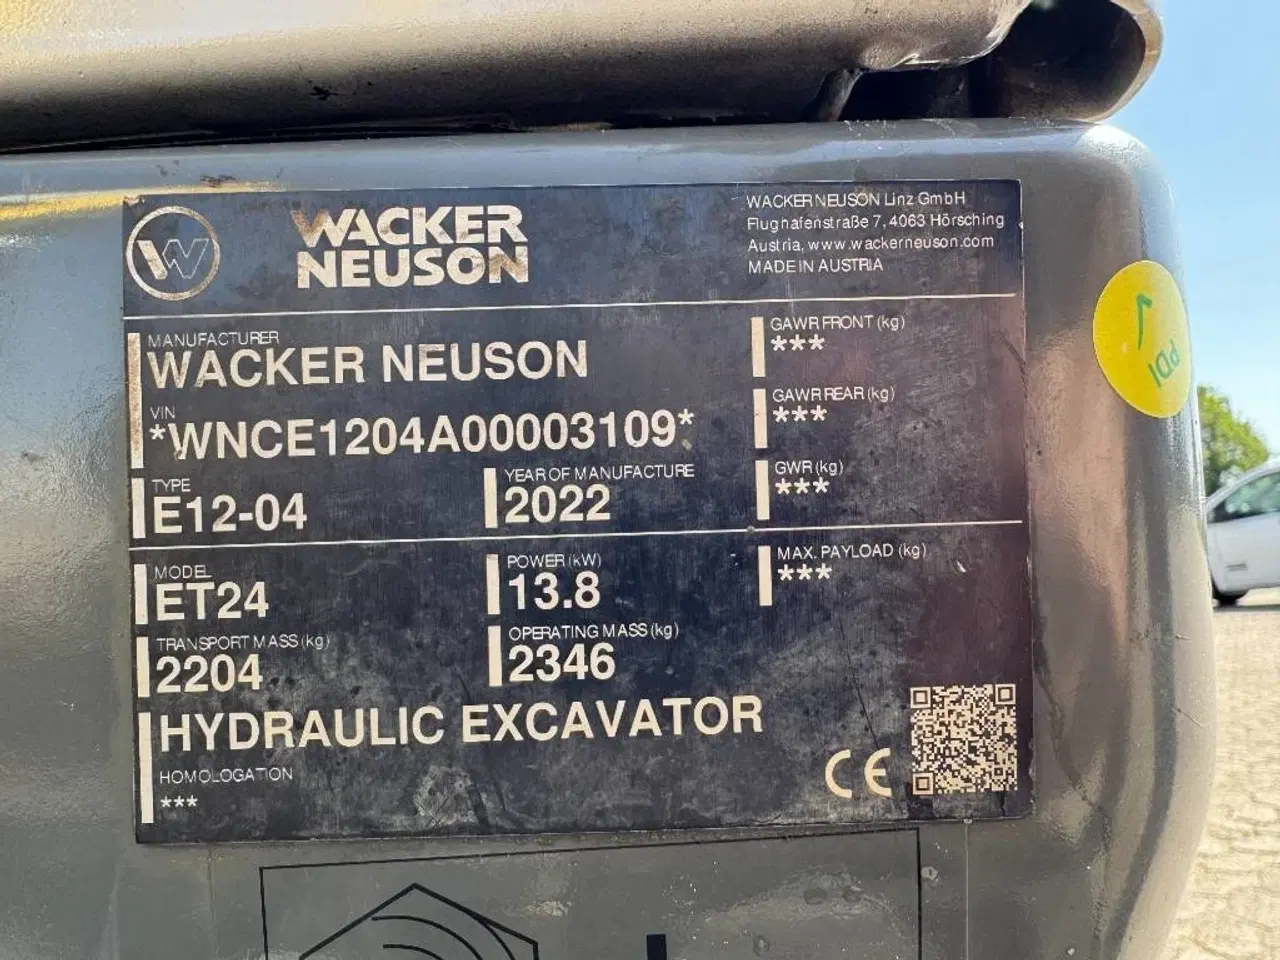 WACKER
NEUSON
WACKER NEUSON Linz GmbH
Flughafenstraße 7, 4063 Hörsching
Austria, www.wackerneuson.com
MADE IN AUSTRIA
MANUFACTURER
WACKER NEUSON
VIN
*WNCE1204A00003109*
TYPE
E12-04
YEAR OF MANUFACTURE
2022
GAWR FRONT (kg)
***
GAWR REAR (kg)
***
GWR (kg)
***
MODEL
ET24
POWER (kW)
13.8
MAX. PAYLOAD (kg)
***
TRANSPORT MASS (kg)
2204
OPERATING MASS (kg)
2346
HYDRAULIC EXCAVATOR
HOMOLOGATION
***
CE
PDI